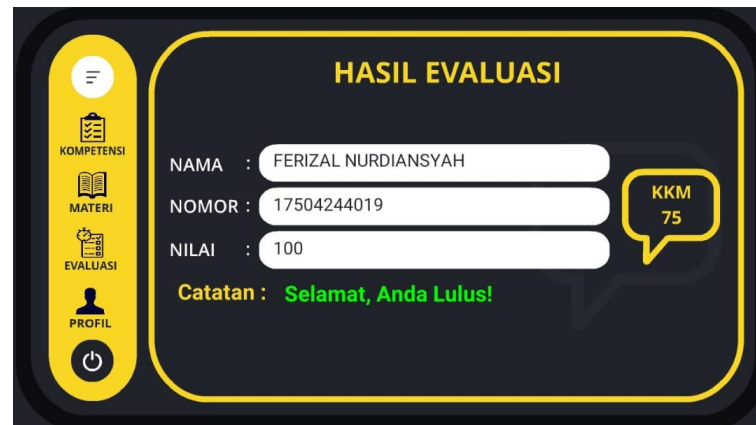 HASIL EVALUASI
KOMPETENSI
MATERI
EVALUASI
PROFIL
NAMA : FERIZAL NURDIANSYAH
NOMOR : 17504244019
NILAI : 100
KKM
75
Catatan : Selamat, Anda Lulus!